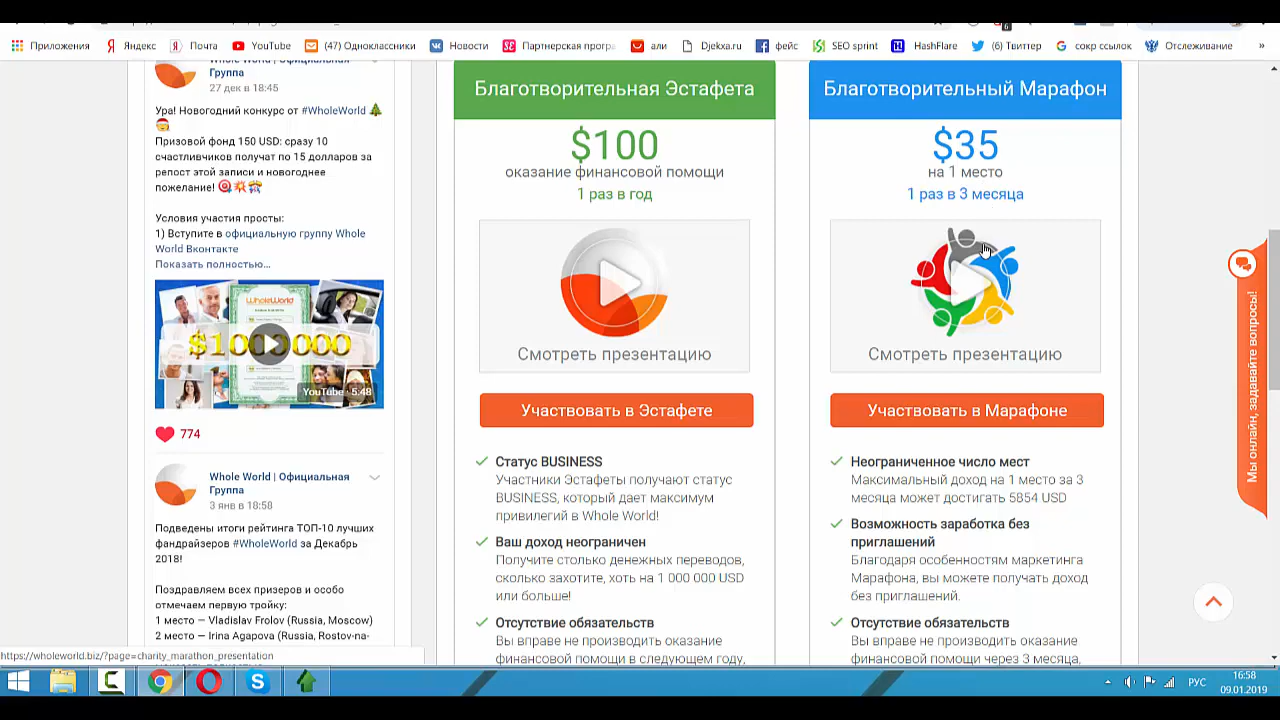 Приложения
Яндекс
Почта
YouTube
(47) Одноклассники
Новости
Партнерская прогр
али
Djekxa.ru
фейс
SEO sprint
HashFlare
(6) Твиттер
сокр ссылок
Отслеживание
»
Whole World | Официальная
Группа
27 дек в 18:45
Ура! Новогодний конкурс от #WholeWorld 🎄
🎅
Призовой фонд 150 USD: сразу 10
счастливчиков получат по 15 долларов за
репост этой записи и новогоднее
пожелание! 🎯💥🎊
Условия участия просты:
1) Вступите в официальную группу Whole
World Вконтакте
Показать полностью...
WholeWorld
$1000000
YouTube · 5:48
774
Whole World | Официальная
Группа
3 янв в 18:58
Подведены итоги рейтинга ТОП-10 лучших
фандрайзеров #WholeWorld за Декабрь
2018!
Поздравляем всех призеров и особо
отмечаем первую тройку:
1 место — Vladislav Frolov (Russia, Moscow)
2 место — Irina Agapova (Russia, Rostov-na-
Благотворительная Эстафета
$100
оказание финансовой помощи
1 раз в год
Смотреть презентацию
Участвовать в Эстафете
Статус BUSINESS
Участники Эстафеты получают статус
BUSINESS, который дает максимум
привилегий в Whole World!
Ваш доход неограничен
Получите столько денежных переводов,
сколько захотите, хоть на 1 000 000 USD
или больше!
Отсутствие обязательств
Вы вправе не производить оказание
финансовой помощи в следующем году,
Благотворительный Марафон
$35
на 1 место
1 раз в 3 месяца
Смотреть презентацию
Участвовать в Марафоне
Неограниченное число мест
Максимальный доход на 1 место за 3
месяца может достигать 5854 USD
Возможность заработка без
приглашений
Благодаря особенностям маркетинга
Марафона, вы можете получать доход
без приглашений.
Отсутствие обязательств
Вы вправе не производить оказание
финансовой помощи через 3 месяца,
Мы онлайн, задавайте вопросы!
https://wholeworld.biz/?page=charity_marathon_presentation
РУС
16:58
09.01.2019